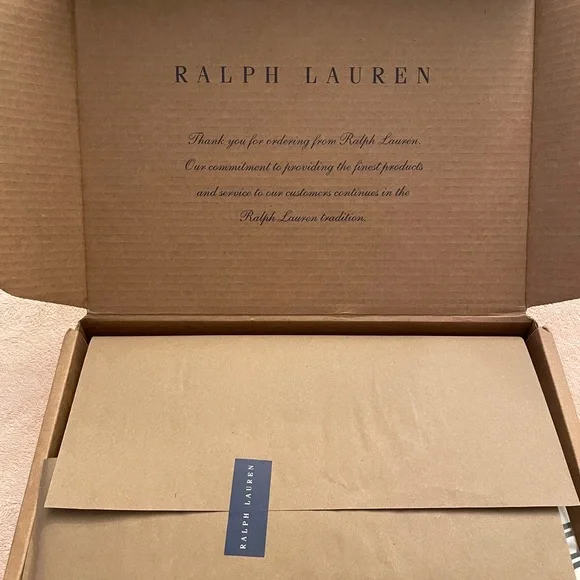 RALPH LAUREN
Thank you for ordering from Ralph Lauren.
Our commitment to providing the finest products
and service to our customers continues in the
Ralph Lauren tradition.
RALPH LAUREN